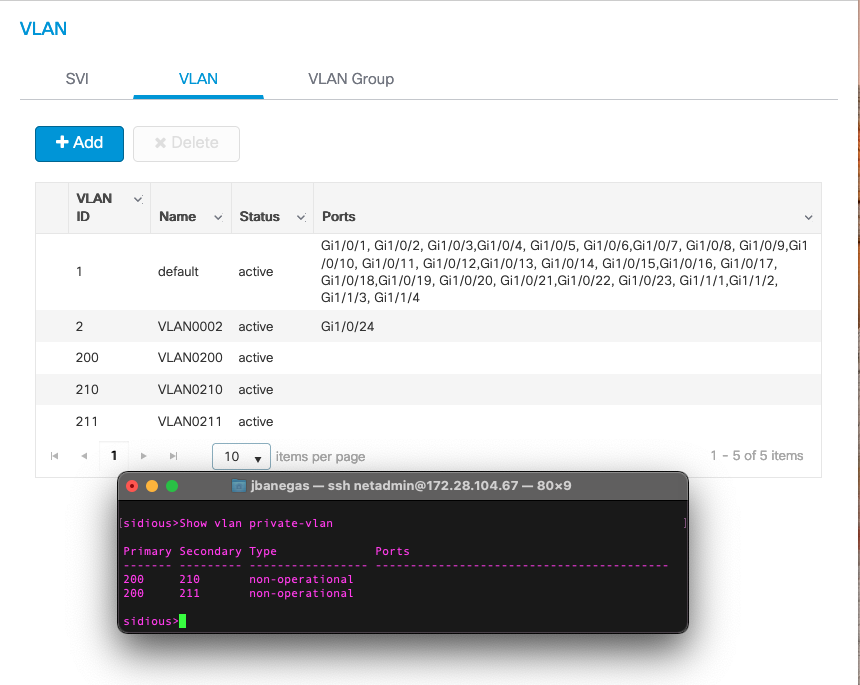 VLAN
SVI VLAN VLAN Group
+ Add ✖ Delete
VLAN
ID Name Status Ports
Gi1/0/1, Gi1/0/2, Gi1/0/3,Gi1/0/4, Gi1/0/5, Gi1/0/6,Gi1/0/7, Gi1/0/8, Gi1/0/9,Gi1
1 default active /0/10, Gi1/0/11, Gi1/0/12,Gi1/0/13, Gi1/0/14, Gi1/0/15,Gi1/0/16, Gi1/0/17,
Gi1/0/18,Gi1/0/19, Gi1/0/20, Gi1/0/21,Gi1/0/22, Gi1/0/23, Gi1/1/1,Gi1/1/2,
Gi1/1/3, Gi1/1/4
2 VLAN0002 active Gi1/0/24
200 VLAN0200 active
210 VLAN0210 active
211 VLAN0211 active
1 10 items per page 1 - 5 of 5 items
jbanegas — ssh netadmin@172.28.104.67 — 80×9
[sidious>Show vlan private-vlan ]
Primary Secondary Type Ports
------- --------- ----------------- ------------------------------------------
200 210 non-operational
200 211 non-operational
sidious>